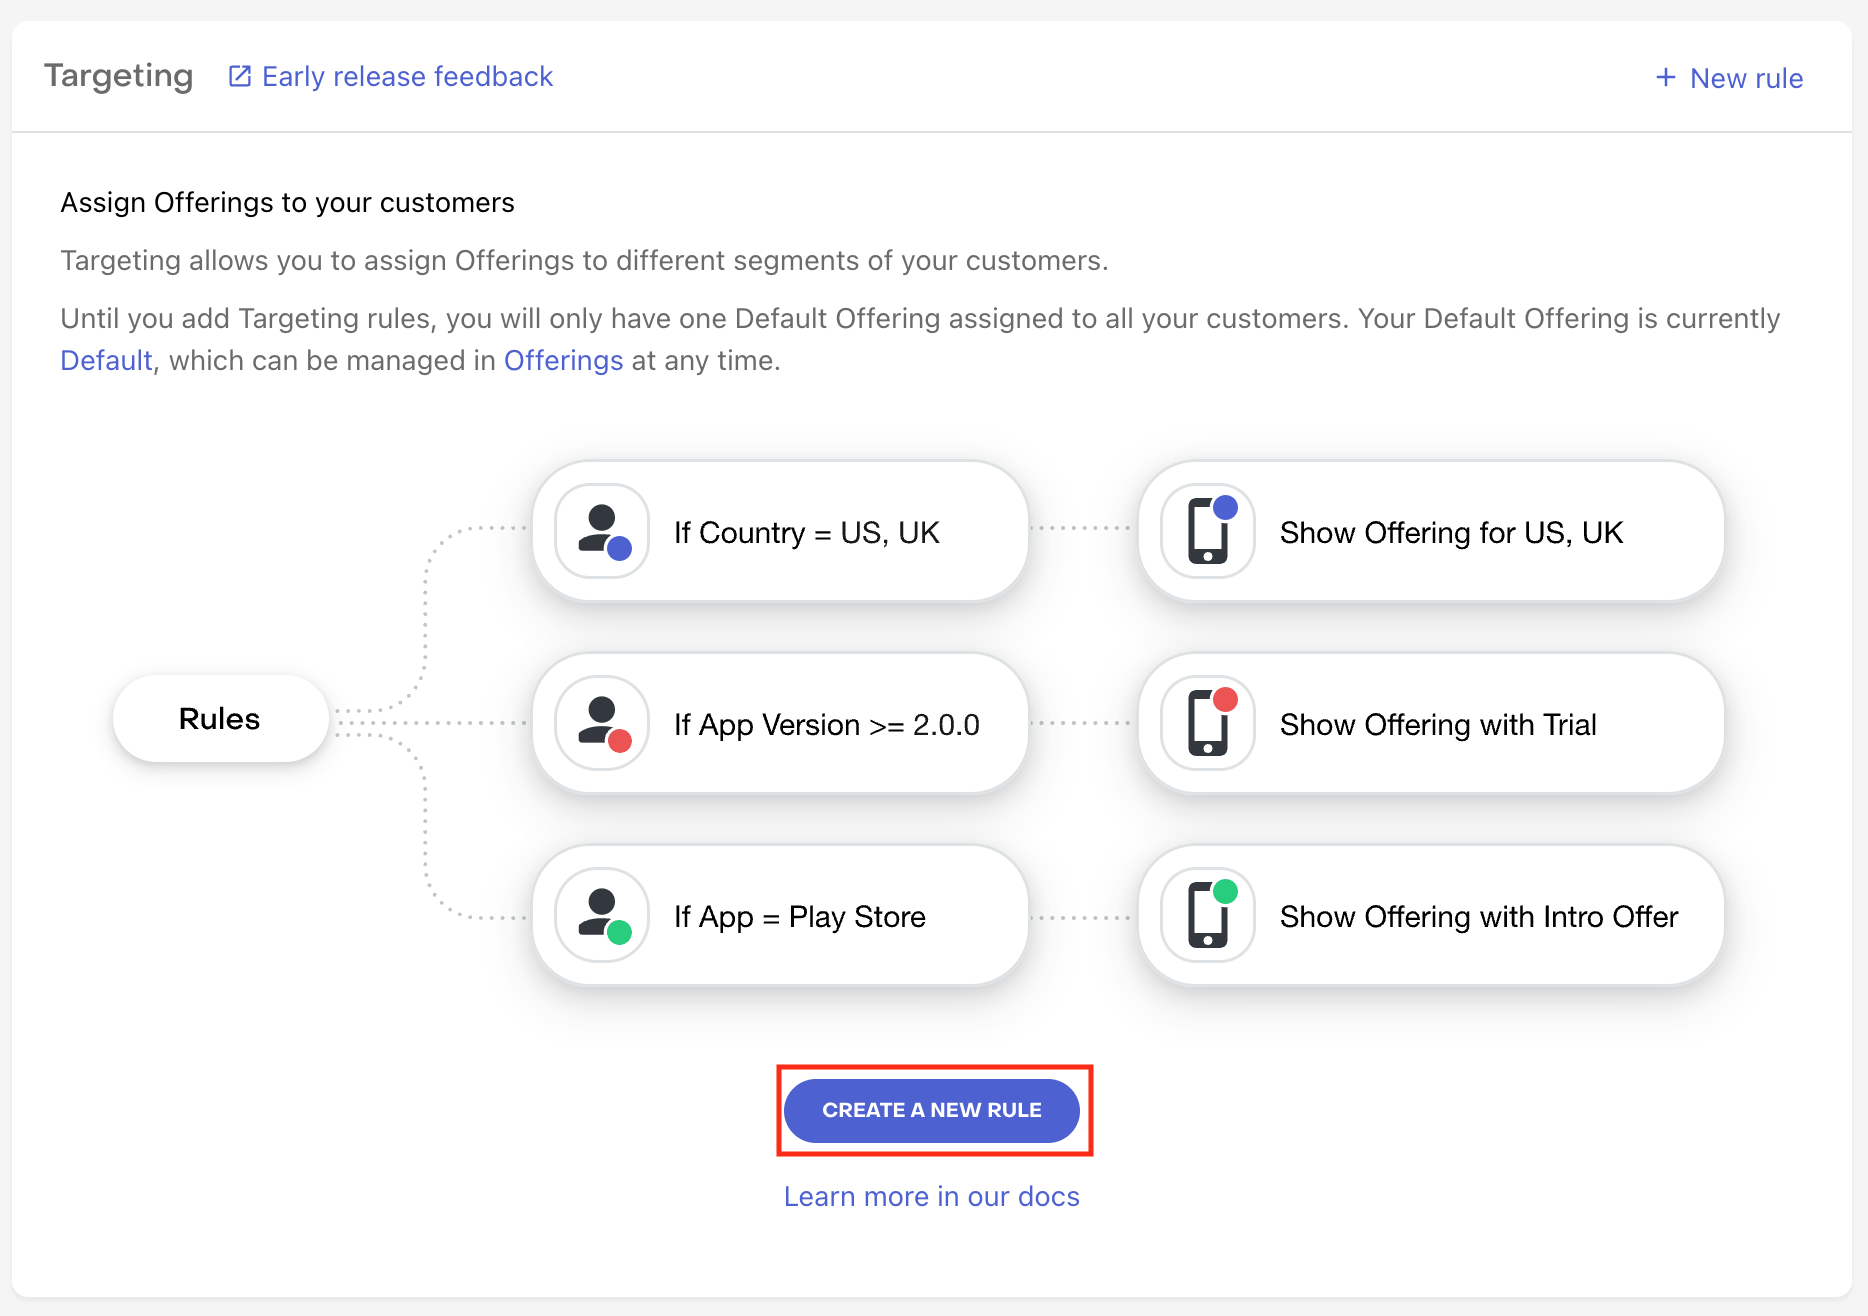 Targeting
Early release feedback
+ New rule
Assign Offerings to your customers
Targeting allows you to assign Offerings to different segments of your customers.
Until you add Targeting rules, you will only have one Default Offering assigned to all your customers. Your Default Offering is currently
Default, which can be managed in Offerings at any time.
If Country = US, UK
Show Offering for US, UK
Rules
If App Version >= 2.0.0
Show Offering with Trial
If App = Play Store
Show Offering with Intro Offer
CREATE A NEW RULE
Learn more in our docs